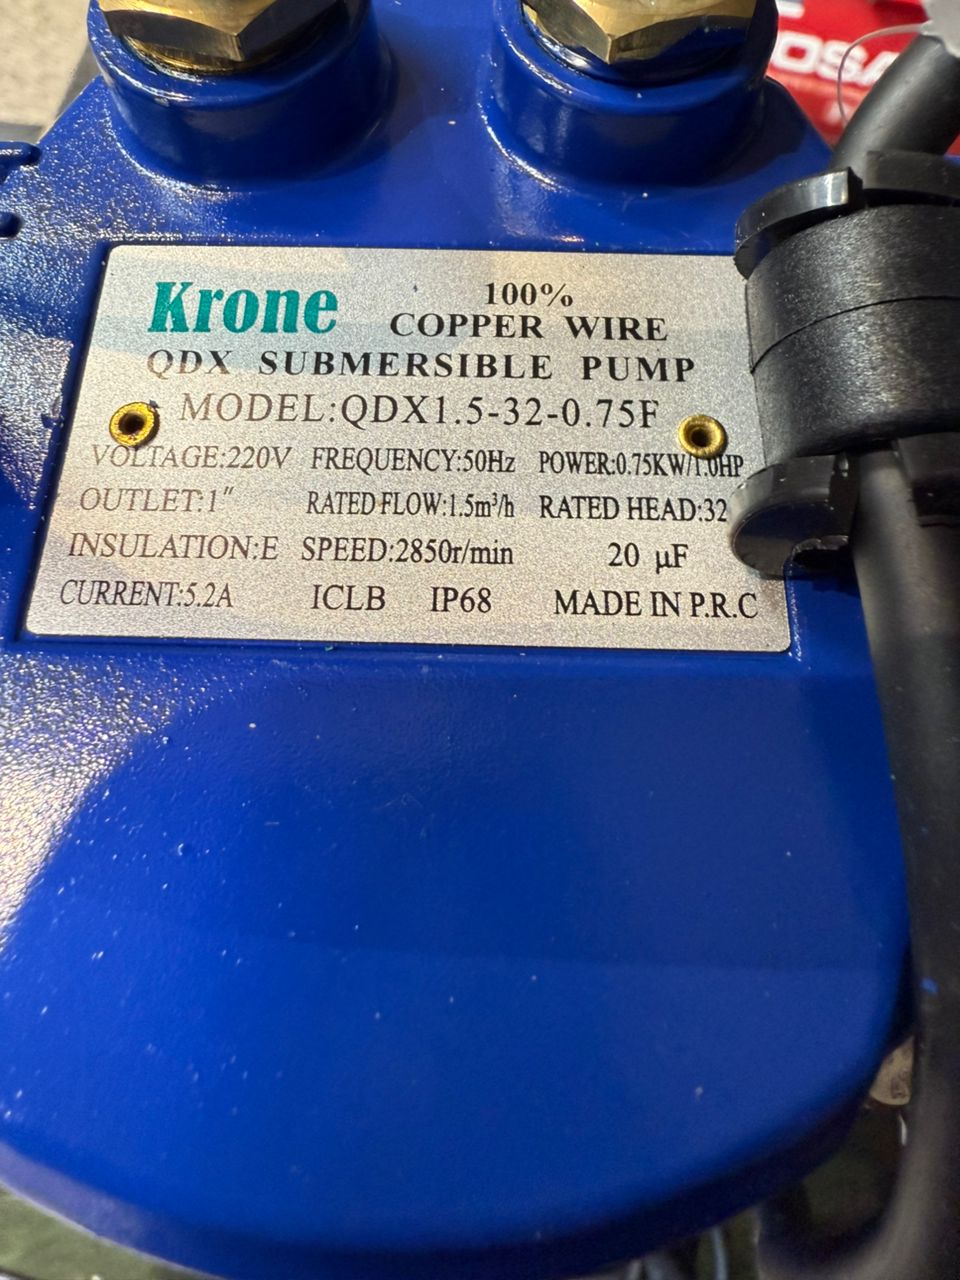 OSA
Krone
100%
COPPER WIRE
QDX SUBMERSIBLE PUMP
MODEL:QDX1.5-32-0.75F
VOLTAGE:220V FREQUENCY:50Hz POWER:0.75KW/1.0HP
OUTLET:1" RATED FLOW:1.5m³/h RATED HEAD:32
INSULATION:E SPEED:2850r/min 20 µF
CURRENT:5.2A ICLB IP68 MADE IN P.R.C